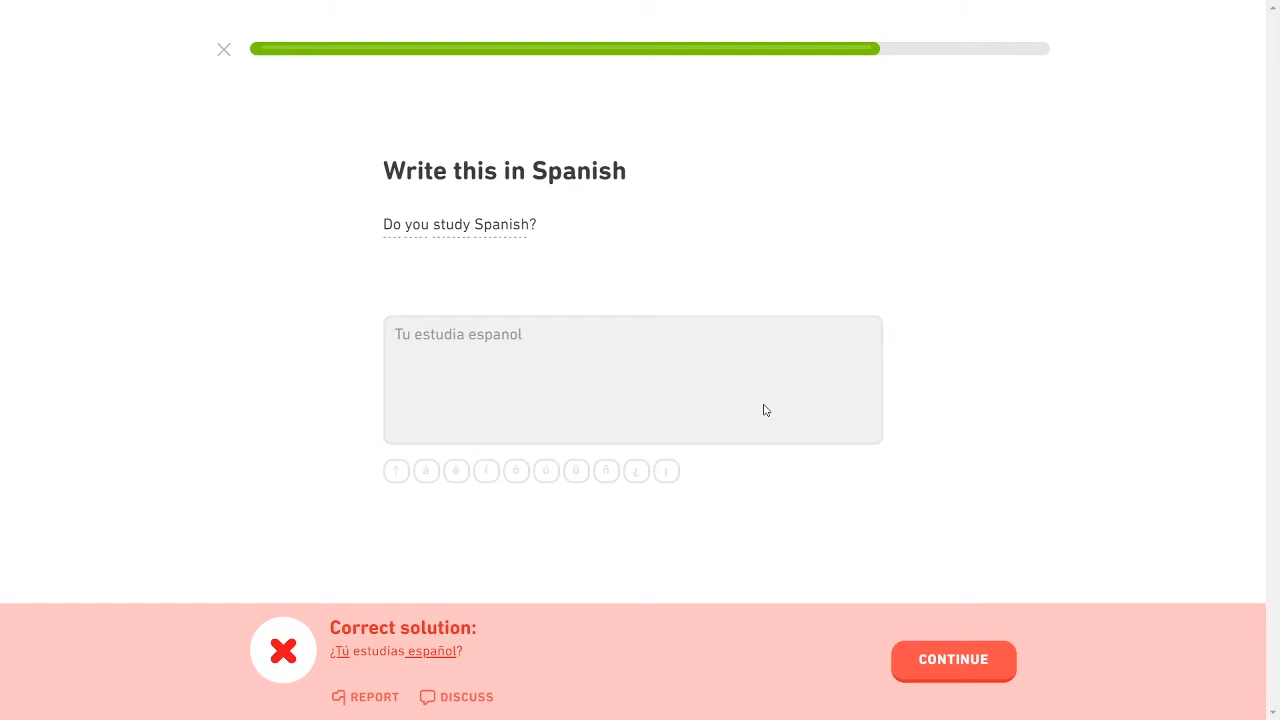 Write this in Spanish
Do you study Spanish?
Tu estudia espanol
↑ á é í ó ú ü ñ ¿ ¡
Correct solution:
¿Tú estudias español?
CONTINUE
REPORT DISCUSS